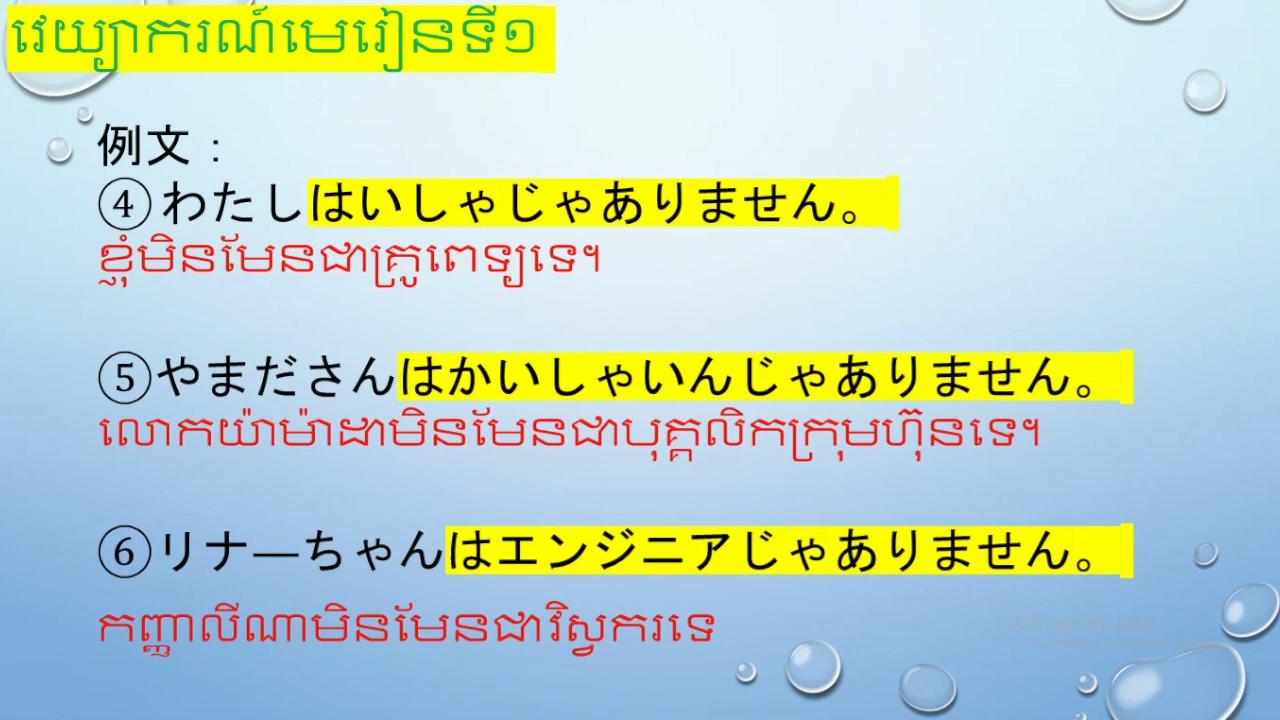 វេយ្យាករណ៍មេរៀនទី១
例文：
④わたしはいしゃじゃありません。
ខ្ញុំមិនមែនជាគ្រូពេទ្យទេ។
⑤やまださんはかいしゃいんじゃありません。
លោកយ៉ាម៉ាដាមិនមែនជាបុគ្គលិកក្រុមហ៊ុនទេ។
⑥リナ―ちゃんはエンジニアじゃありません。
កញ្ញាលីណាមិនមែនជាវិស្វករទេ